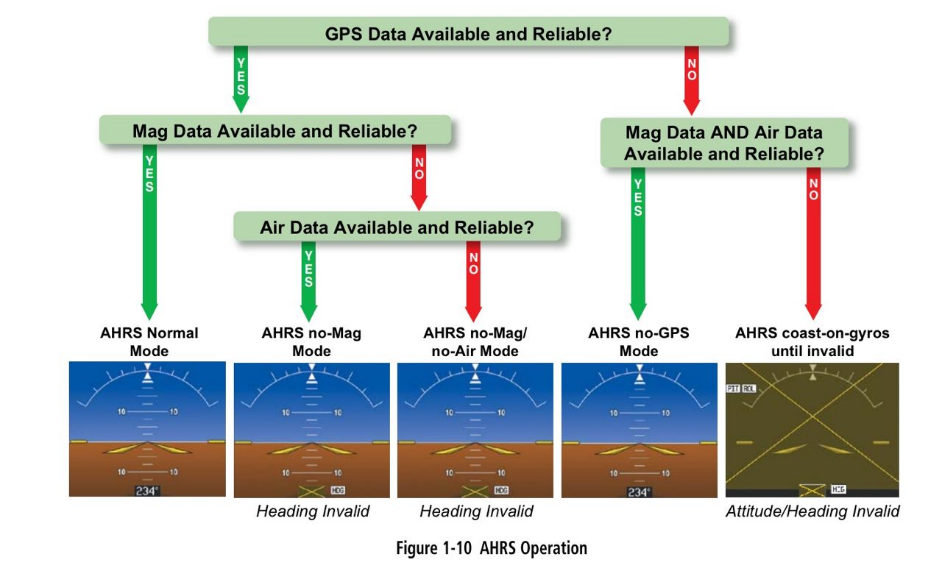 GPS Data Available and Reliable?
YES
NO
Mag Data Available and Reliable?
Mag Data AND Air Data
Available and Reliable?
YES
NO
YES
NO
Air Data Available and Reliable?
YES
NO
AHRS Normal
Mode
AHRS no-Mag
Mode
AHRS no-Mag/
no-Air Mode
AHRS no-GPS
Mode
AHRS coast-on-gyros
until invalid
10 10
10 10
234°
10 10
10 10
HDG
10 10
10 10
HDG
10 10
10 10
234°
PIT ROL
HDG
Heading Invalid
Heading Invalid
Attitude/Heading Invalid
Figure 1-10 AHRS Operation